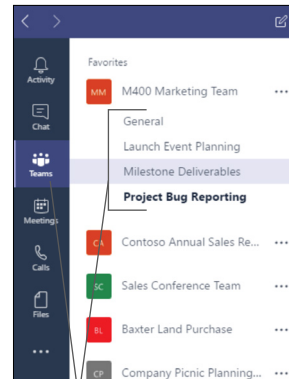 Favorites
Activity
MM M400 Marketing Team ...
General
Chat
Launch Event Planning
Teams
Milestone Deliverables
Project Bug Reporting
Meetings
CA Contoso Annual Sales Re... ...
Calls
SC Sales Conference Team ...
Files
BL Baxter Land Purchase ...
...
CP Company Picnic Planning... ...